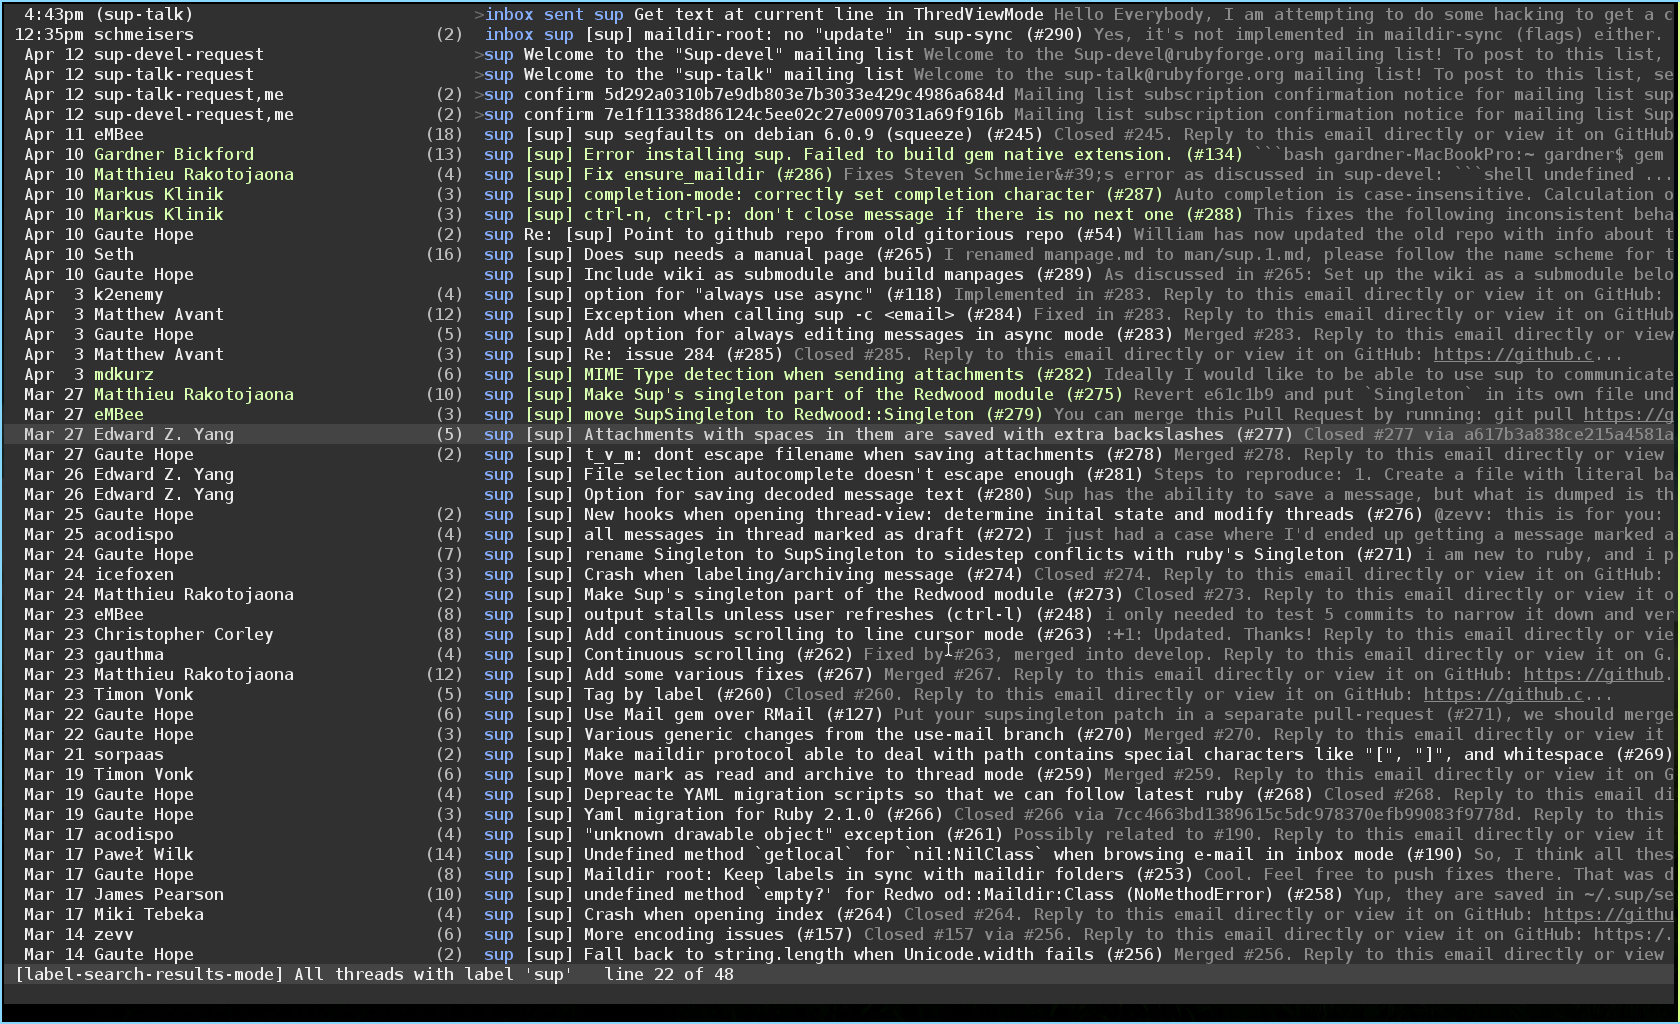 4:43pm (sup-talk) >inbox sent sup Get text at current line in ThredViewMode Hello Everybody, I am attempting to do some hacking to get a c
12:35pm schmeisers (2) inbox sup [sup] maildir-root: no "update" in sup-sync (#290) Yes, it's not implemented in maildir-sync (flags) either.
Apr 12 sup-devel-request >sup Welcome to the "Sup-devel" mailing list Welcome to the Sup-devel@rubyforge.org mailing list! To post to this list,
Apr 12 sup-talk-request >sup Welcome to the "sup-talk" mailing list Welcome to the sup-talk@rubyforge.org mailing list! To post to this list, se
Apr 12 sup-talk-request,me (2) >sup confirm 5d292a0310b7e9db803e7b3033e429c4986a684d Mailing list subscription confirmation notice for mailing list sup
Apr 12 sup-devel-request,me (2) >sup confirm 7e1f11338d86124c5ee02c27e0097031a69f916b Mailing list subscription confirmation notice for mailing list Sup
Apr 11 eMBee (18) sup [sup] sup segfaults on debian 6.0.9 (squeeze) (#245) Closed #245. Reply to this email directly or view it on GitHub
Apr 10 Gardner Bickford (13) sup [sup] Error installing sup. Failed to build gem native extension. (#134) ```bash gardner-MacBookPro:~ gardner$ gem
Apr 10 Matthieu Rakotojaona (4) sup [sup] Fix ensure_maildir (#286) Fixes Steven Schmeier&#39;s error as discussed in sup-devel: ```shell undefined ...
Apr 10 Markus Klinik (3) sup [sup] completion-mode: correctly set completion character (#287) Auto completion is case-insensitive. Calculation o
Apr 10 Markus Klinik (3) sup [sup] ctrl-n, ctrl-p: don't close message if there is no next one (#288) This fixes the following inconsistent beha
Apr 10 Gaute Hope (2) sup Re: [sup] Point to github repo from old gitorious repo (#54) William has now updated the old repo with info about t
Apr 10 Seth (16) sup [sup] Does sup needs a manual page (#265) I renamed manpage.md to man/sup.1.md, please follow the name scheme for t
Apr 10 Gaute Hope sup [sup] Include wiki as submodule and build manpages (#289) As discussed in #265: Set up the wiki as a submodule belo
Apr 3 k2enemy (4) sup [sup] option for "always use async" (#118) Implemented in #283. Reply to this email directly or view it on GitHub:
Apr 3 Matthew Avant (12) sup [sup] Exception when calling sup -c <email> (#284) Fixed in #283. Reply to this email directly or view it on GitHub
Apr 3 Gaute Hope (5) sup [sup] Add option for always editing messages in async mode (#283) Merged #283. Reply to this email directly or view
Apr 3 Matthew Avant (3) sup [sup] Re: issue 284 (#285) Closed #285. Reply to this email directly or view it on GitHub: https://github.c...
Apr 3 mdkurz (6) sup [sup] MIME Type detection when sending attachments (#282) Ideally I would like to be able to use sup to communicate
Mar 27 Matthieu Rakotojaona (10) sup [sup] Make Sup's singleton part of the Redwood module (#275) Revert e61c1b9 and put `Singleton` in its own file und
Mar 27 eMBee (3) sup [sup] move SupSingleton to Redwood::Singleton (#279) You can merge this Pull Request by running: git pull https://g
Mar 27 Edward Z. Yang (5) sup [sup] Attachments with spaces in them are saved with extra backslashes (#277) Closed #277 via a617b3a838ce215a4581a
Mar 27 Gaute Hope (2) sup [sup] t_v_m: dont escape filename when saving attachments (#278) Merged #278. Reply to this email directly or view
Mar 26 Edward Z. Yang sup [sup] File selection autocomplete doesn't escape enough (#281) Steps to reproduce: 1. Create a file with literal ba
Mar 26 Edward Z. Yang sup [sup] Option for saving decoded message text (#280) Sup has the ability to save a message, but what is dumped is th
Mar 25 Gaute Hope (2) sup [sup] New hooks when opening thread-view: determine inital state and modify threads (#276) @zevv: this is for you:
Mar 25 acodispo (4) sup [sup] all messages in thread marked as draft (#272) I just had a case where I'd ended up getting a message marked a
Mar 24 Gaute Hope (7) sup [sup] rename Singleton to SupSingleton to sidestep conflicts with ruby's Singleton (#271) i am new to ruby, and i p
Mar 24 icefoxen (3) sup [sup] Crash when labeling/archiving message (#274) Closed #274. Reply to this email directly or view it on GitHub:
Mar 24 Matthieu Rakotojaona (2) sup [sup] Make Sup's singleton part of the Redwood module (#273) Closed #273. Reply to this email directly or view it o
Mar 23 eMBee (8) sup [sup] output stalls unless user refreshes (ctrl-l) (#248) i only needed to test 5 commits to narrow it down and ver
Mar 23 Christopher Corley (8) sup [sup] Add continuous scrolling to line cursor mode (#263) :+1: Updated. Thanks! Reply to this email directly or vie
Mar 23 gauthma (4) sup [sup] Continuous scrolling (#262) Fixed by #263, merged into develop. Reply to this email directly or view it on G.
Mar 23 Matthieu Rakotojaona (12) sup [sup] Add some various fixes (#267) Merged #267. Reply to this email directly or view it on GitHub: https://github.
Mar 23 Timon Vonk (5) sup [sup] Tag by label (#260) Closed #260. Reply to this email directly or view it on GitHub: https://github.c...
Mar 22 Gaute Hope (6) sup [sup] Use Mail gem over RMail (#127) Put your supsingleton patch in a separate pull-request (#271), we should merge
Mar 22 Gaute Hope (3) sup [sup] Various generic changes from the use-mail branch (#270) Merged #270. Reply to this email directly or view it
Mar 21 sorpaas (2) sup [sup] Make maildir protocol able to deal with path contains special characters like "[", "]", and whitespace (#269)
Mar 19 Timon Vonk (6) sup [sup] Move mark as read and archive to thread mode (#259) Merged #259. Reply to this email directly or view it on G
Mar 19 Gaute Hope (4) sup [sup] Depreacte YAML migration scripts so that we can follow latest ruby (#268) Closed #268. Reply to this email di
Mar 19 Gaute Hope (3) sup [sup] Yaml migration for Ruby 2.1.0 (#266) Closed #266 via 7cc4663bd1389615c5dc978370efb99083f9778d. Reply to this
Mar 17 acodispo (4) sup [sup] "unknown drawable object" exception (#261) Possibly related to #190. Reply to this email directly or view it
Mar 17 Paweł Wilk (14) sup [sup] Undefined method `getlocal` for `nil:NilClass` when browsing e-mail in inbox mode (#190) So, I think all thes
Mar 17 Gaute Hope (8) sup [sup] Maildir root: Keep labels in sync with maildir folders (#253) Cool. Feel free to push fixes there. That was d
Mar 17 James Pearson (10) sup [sup] undefined method `empty?' for Redwo od::Maildir:Class (NoMethodError) (#258) Yup, they are saved in ~/.sup/se
Mar 17 Miki Tebeka (4) sup [sup] Crash when opening index (#264) Closed #264. Reply to this email directly or view it on GitHub: https://githu
Mar 14 zevv (6) sup [sup] More encoding issues (#157) Closed #157 via #256. Reply to this email directly or view it on GitHub: https:/.
Mar 14 Gaute Hope (2) sup [sup] Fall back to string.length when Unicode.width fails (#256) Merged #256. Reply to this email directly or view
[label-search-results-mode] All threads with label 'sup' line 22 of 48